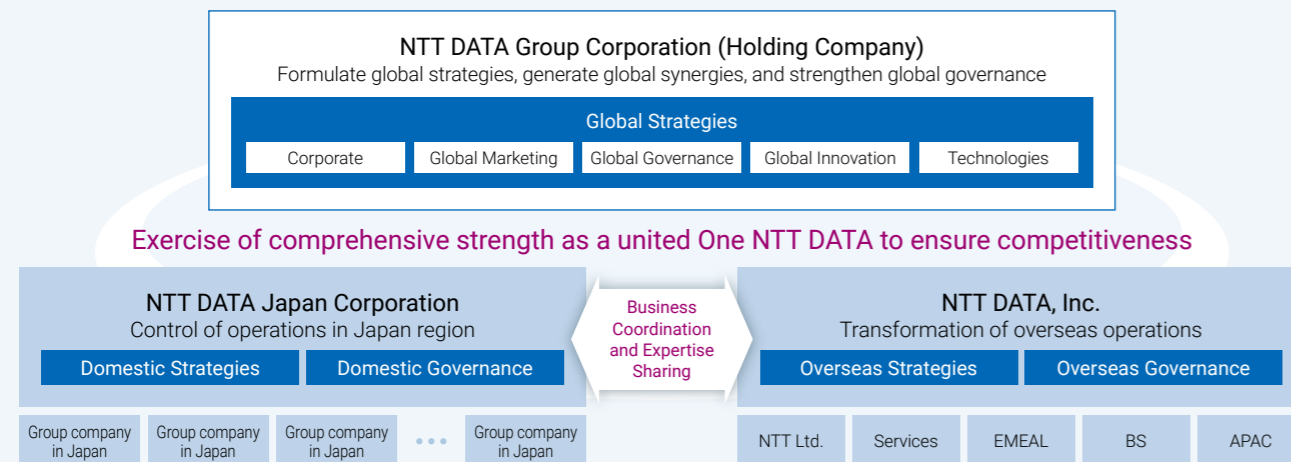 NTT DATA Group Corporation (Holding Company)
Formulate global strategies, generate global synergies, and strengthen global governance
Global Strategies
Corporate
Global Marketing
Global Governance
Global Innovation
Technologies
Exercise of comprehensive strength as a united One NTT DATA to ensure competitiveness
NTT DATA Japan Corporation
Control of operations in Japan region
Domestic Strategies
Domestic Governance
Business
Coordination
and Expertise
Sharing
NTT DATA, Inc.
Transformation of overseas operations
Overseas Strategies
Overseas Governance
Group company
in Japan
Group company
in Japan
Group company
in Japan
•••
Group company
in Japan
NTT Ltd.
Services
EMEAL
BS
APAC